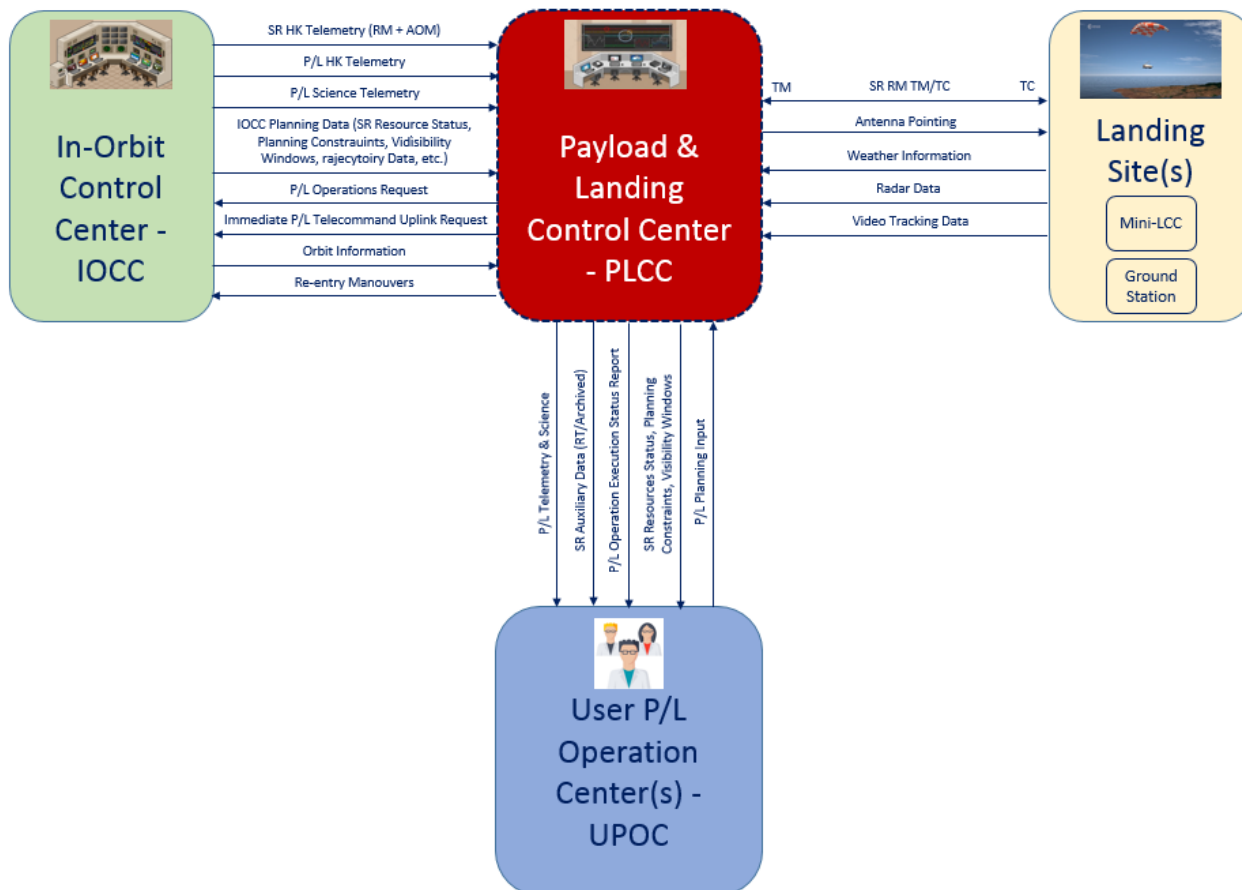 In-Orbit
Control
Center -
IOCC
SR HK Telemetry (RM + AOM)
P/L HK Telemetry
P/L Science Telemetry
IOCC Planning Data (SR Resource Status,
Planning Constrauints, Vidisibility
Windows, rajecytoiry Data, etc.)
P/L Operations Request
Immediate P/L Telecommand Uplink Request
Orbit Information
Re-entry Manouvers
Payload &
Landing
Control Center
- PLCC
TM SR RM TM/TC TC
Antenna Pointing
Weather Information
Radar Data
Video Tracking Data
Landing
Site(s)
Mini-LCC
Ground
Station
P/L Telemetry & Science
SR Auxiliary Data (RT/Archived)
P/L Operation Execution Status Report
SR Resources Status, Planning
Constraints, Visibility Windows
P/L Planning Input
User P/L
Operation
Center(s) -
UPOC